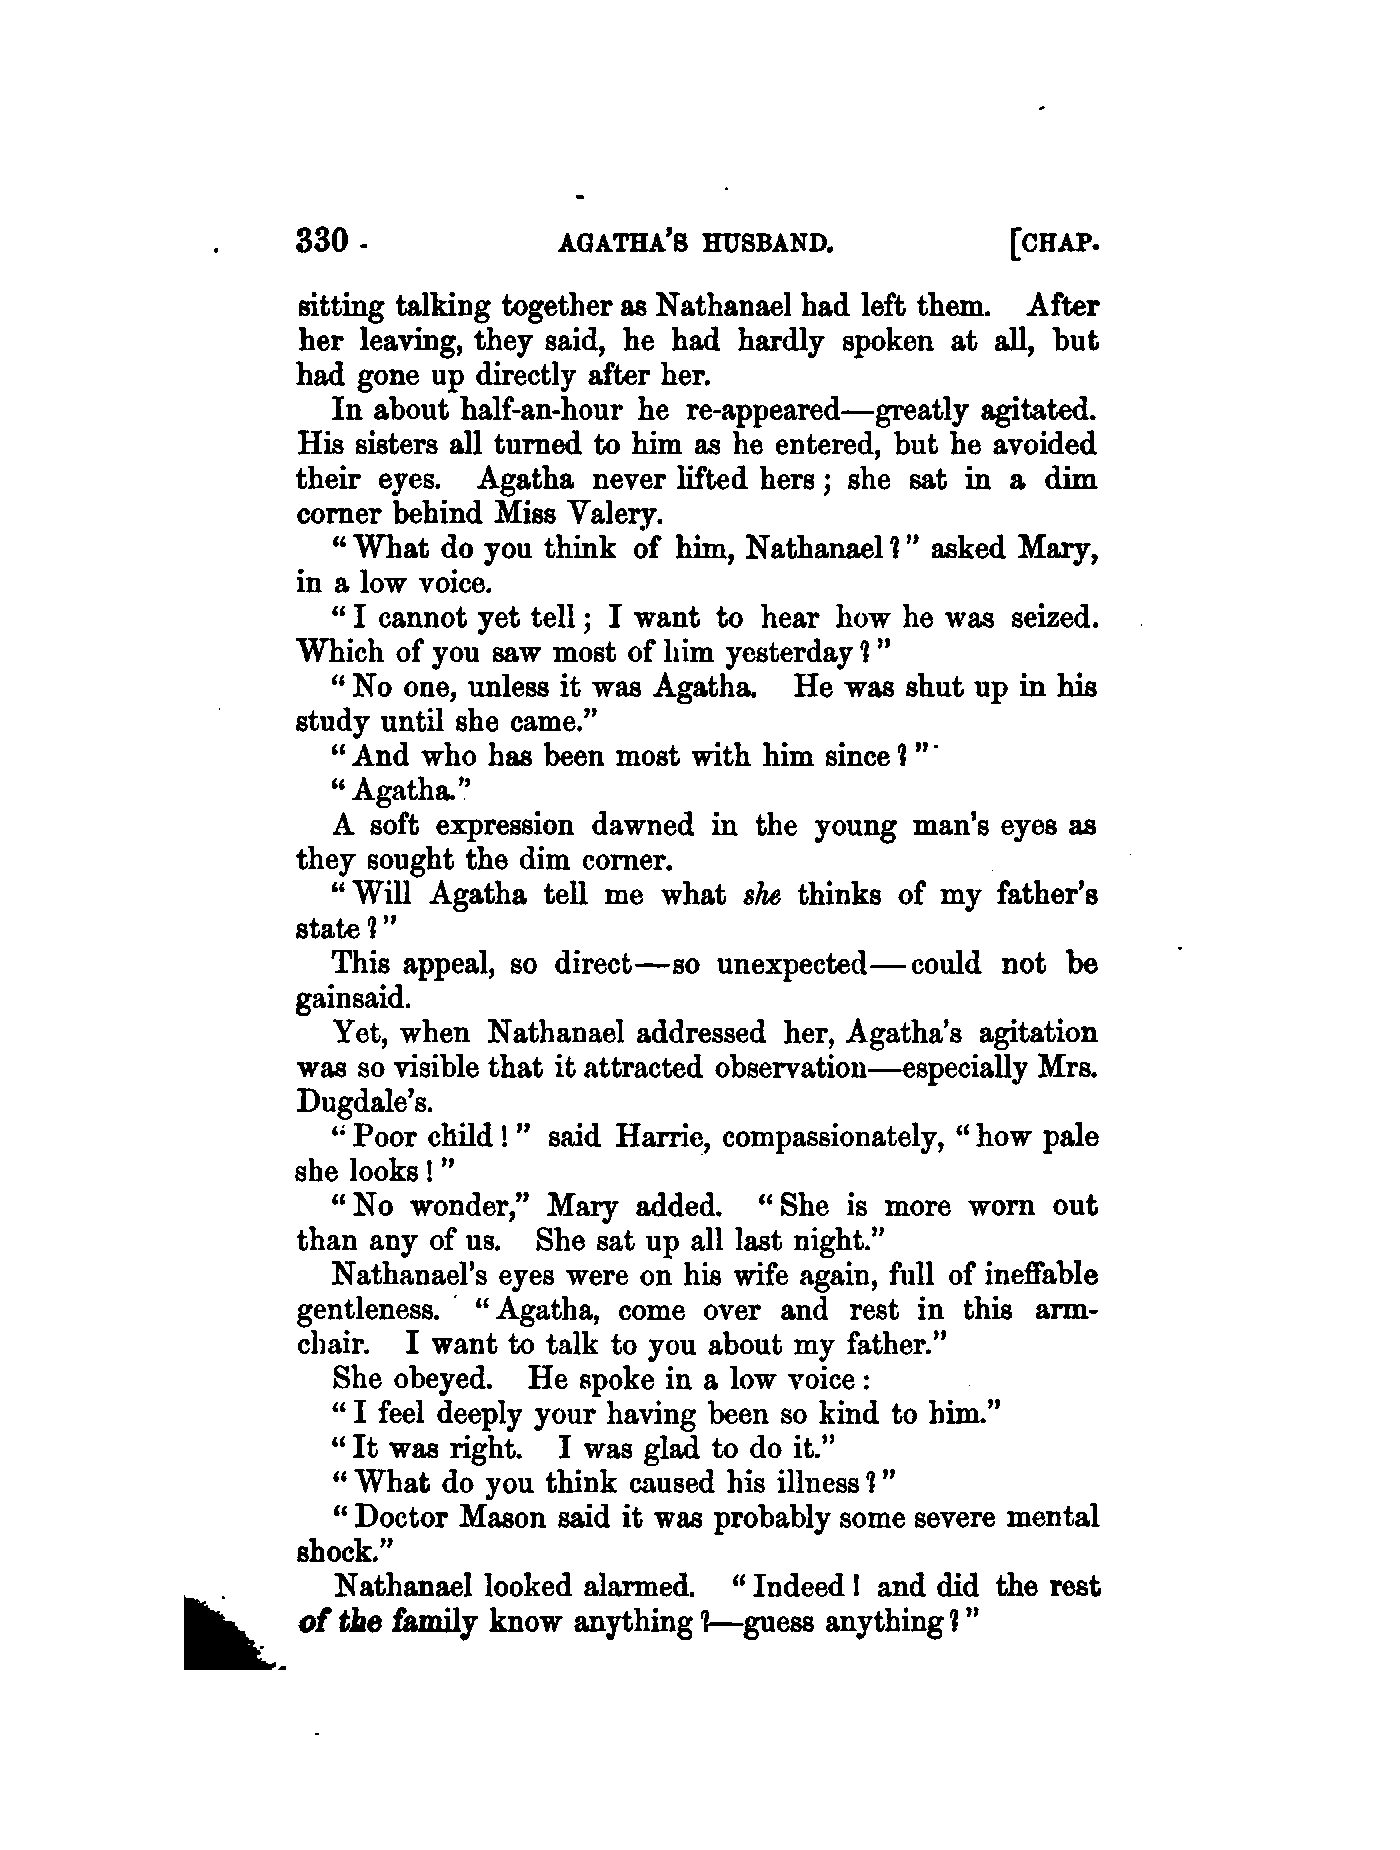 330 - AGATHA'S HUSBAND. [CHAP.
sitting talking together as Nathanael had left them. After
her leaving, they said, he had hardly spoken at all, but
had gone up directly after her.
In about half-an-hour he re-appeared—greatly agitated.
His sisters all turned to him as he entered, but he avoided
their eyes. Agatha never lifted hers; she sat in a dim
corner behind Miss Valery.
"What do you think of him, Nathanael?" asked Mary,
in a low voice.
"I cannot yet tell; I want to hear how he was seized.
Which of you saw most of him yesterday?"
"No one, unless it was Agatha. He was shut up in his
study until she came."
"And who has been most with him since?"
"Agatha."
A soft expression dawned in the young man's eyes as
they sought the dim corner.
"Will Agatha tell me what she thinks of my father's
state?"
This appeal, so direct—so unexpected—could not be
gainsaid.
Yet, when Nathanael addressed her, Agatha's agitation
was so visible that it attracted observation—especially Mrs.
Dugdale's.
"Poor child!" said Harrie, compassionately, "how pale
she looks!"
"No wonder," Mary added. "She is more worn out
than any of us. She sat up all last night."
Nathanael's eyes were on his wife again, full of ineffable
gentleness. "Agatha, come over and rest in this arm-
chair. I want to talk to you about my father."
She obeyed. He spoke in a low voice:
"I feel deeply your having been so kind to him."
"It was right. I was glad to do it."
"What do you think caused his illness?"
"Doctor Mason said it was probably some severe mental
shock."
Nathanael looked alarmed. "Indeed! and did the rest
of the family know anything?—guess anything?"